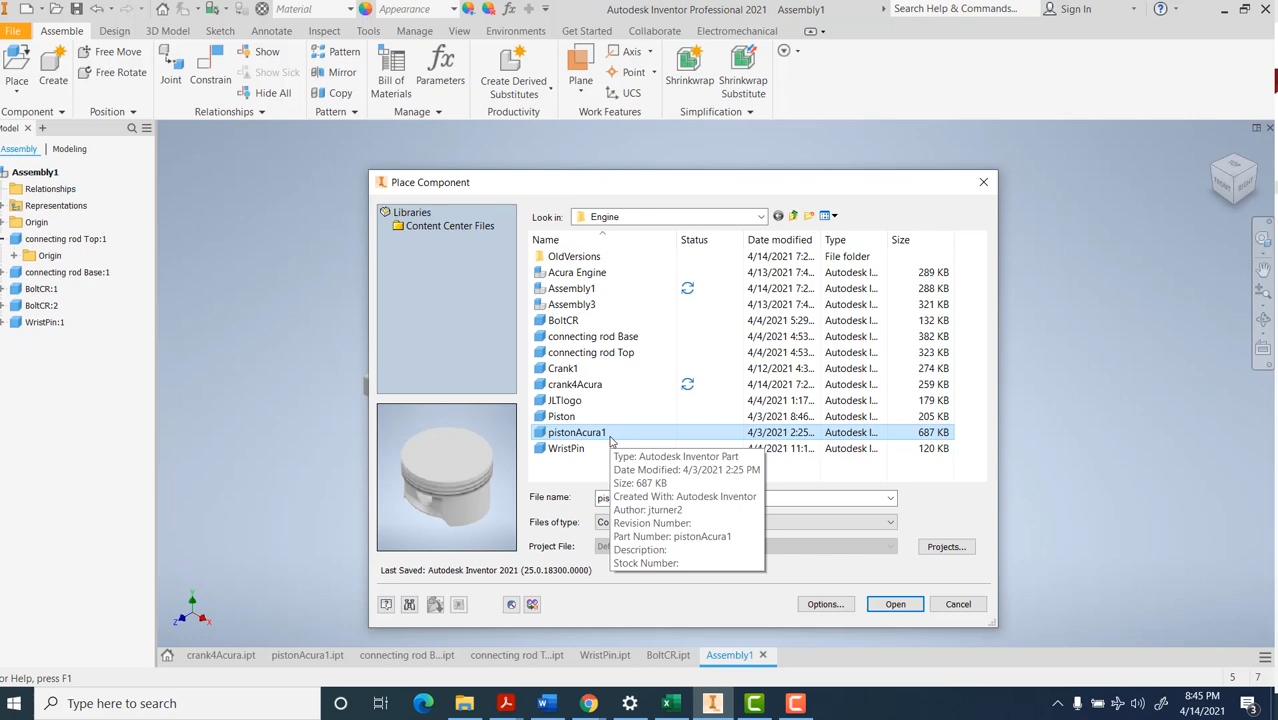 Material
Appearance
Autodesk Inventor Professional 2021 Assembly1
Search Help & Commands...
Sign In
File
Assemble
Design
3D Model
Sketch
Annotate
Inspect
Tools
Manage
View
Environments
Get Started
Collaborate
Electromechanical
Place
Create
Free Move
Free Rotate
Joint
Constrain
Show
Show Sick
Hide All
Pattern
Mirror
Copy
Bill of Materials
Parameters
Create Derived Substitutes
Plane
Axis
Point
UCS
Shrinkwrap
Shrinkwrap Substitute
Component
Position
Relationships
Pattern
Manage
Productivity
Work Features
Simplification
Model
Assembly
Modeling
Assembly1
Relationships
Representations
Origin
connecting rod Top:1
Origin
connecting rod Base:1
BoltCR:1
BoltCR:2
WristPin:1
TOP
FRONT
RIGHT
Place Component
Libraries
Content Center Files
Look in:
Engine
Name Status Date modified Type Size
OldVersions 4/14/2021 7:2... File folder
Acura Engine 4/13/2021 7:4... Autodesk I... 289 KB
Assembly1 4/14/2021 7:2... Autodesk I... 288 KB
Assembly3 4/13/2021 7:4... Autodesk I... 321 KB
BoltCR 4/4/2021 5:29... Autodesk I... 132 KB
connecting rod Base 4/4/2021 4:53... Autodesk I... 382 KB
connecting rod Top 4/4/2021 4:53... Autodesk I... 323 KB
Crank1 4/12/2021 4:3... Autodesk I... 274 KB
crank4Acura 4/14/2021 7:2... Autodesk I... 259 KB
JLTlogo 4/4/2021 1:17... Autodesk I... 179 KB
Piston 4/3/2021 8:46... Autodesk I... 205 KB
pistonAcura1 4/3/2021 2:25... Autodesk I... 687 KB
WristPin 4/4/2021 11:1... Autodesk I... 120 KB
Type: Autodesk Inventor Part
Date Modified: 4/3/2021 2:25 PM
Size: 687 KB
Created With: Autodesk Inventor
Author: jturner2
Revision Number:
Part Number: pistonAcura1
Description:
Stock Number:
File name:
pis
Files of type:
Co
Project File:
Def
Projects...
Last Saved: Autodesk Inventor 2021 (25.0.18300.0000)
Options...
Open
Cancel
Y
Z
X
crank4Acura.ipt
pistonAcura1.ipt
connecting rod B...ipt
connecting rod T...ipt
WristPin.ipt
BoltCR.ipt
Assembly1
or Help, press F1
5 7
Type here to search
8:45 PM
4/14/2021
3